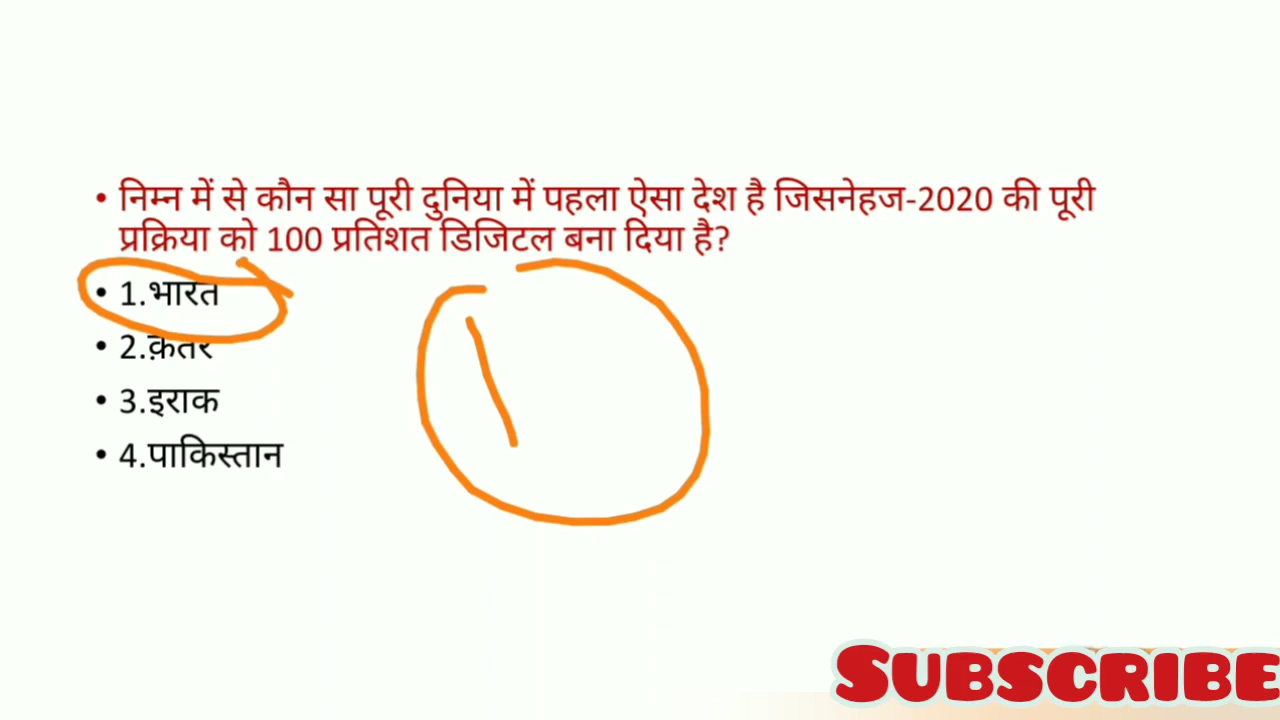 • निम्न में से कौन सा पूरी दुनिया में पहला ऐसा देश है जिसनेहज-2020 की पूरी
प्रक्रिया को 100 प्रतिशत डिजिटल बना दिया है?
• 1.भारत
• 2.क़तर
• 3.इराक
• 4.पाकिस्तान
SUBSCRIBE